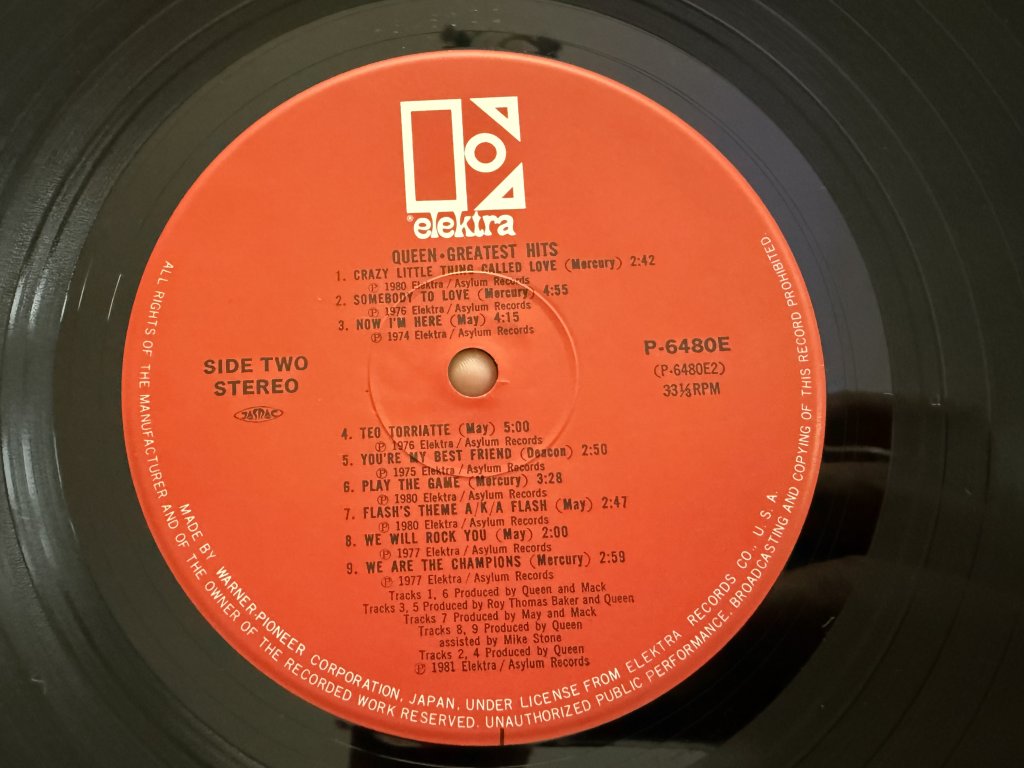 ® elektra
QUEEN•GREATEST HITS
1. CRAZY LITTLE THING CALLED LOVE (Mercury) 2:42
Ⓟ 1980 Elektra/Asylum Records
2. SOMEBODY TO LOVE (Mercury) 4:55
Ⓟ 1976 Elektra/Asylum Records
3. NOW I'M HERE (May) 4:15
Ⓟ 1974 Elektra/Asylum Records
SIDE TWO
STEREO
JASRAC
P-6480E
(P-6480E2)
33⅓RPM
4. TEO TORRIATTE (May) 5:00
Ⓟ 1976 Elektra/Asylum Records
5. YOU'RE MY BEST FRIEND (Deacon) 2:50
Ⓟ 1975 Elektra/Asylum Records
6. PLAY THE GAME (Mercury) 3:28
Ⓟ 1980 Elektra/Asylum Records
7. FLASH'S THEME A/K/A FLASH (May) 2:47
Ⓟ 1980 Elektra/Asylum Records
8. WE WILL ROCK YOU (May) 2:00
Ⓟ 1977 Elektra/Asylum Records
9. WE ARE THE CHAMPIONS (Mercury) 2:59
Ⓟ 1977 Elektra/Asylum Records
Tracks 1, 6 Produced by Queen and Mack
Tracks 3, 5 Produced by Roy Thomas Baker and Queen
Tracks 7 Produced by May and Mack
Tracks 8, 9 Produced by Queen
assisted by Mike Stone
Tracks 2, 4 Produced by Queen
Ⓟ 1981 Elektra/Asylum Records
MADE BY WARNER-PIONEER CORPORATION, JAPAN, UNDER LICENSE FROM ELEKTRA RECORDS CO., U. S. A.
ALL RIGHTS OF THE MANUFACTURER AND OF THE OWNER OF THE RECORDED WORK RESERVED. UNAUTHORIZED PUBLIC PERFORMANCE, BROADCASTING AND COPYING OF THIS RECORD PROHIBITED